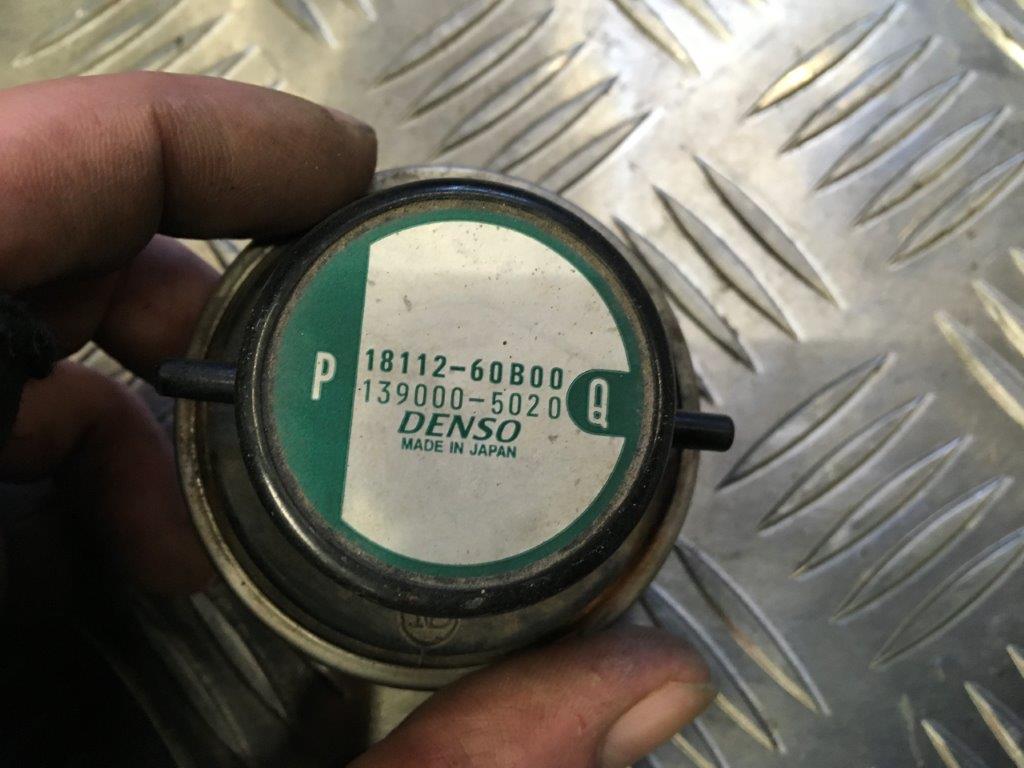 P
18112-60B00
139000-5020
Q
DENSO
MADE IN JAPAN